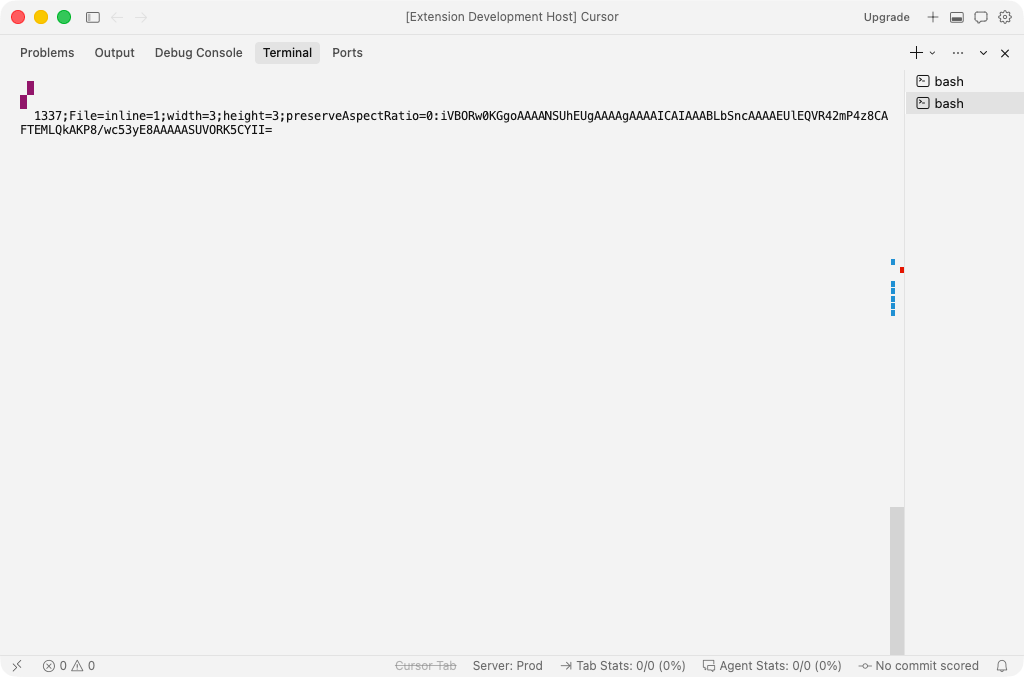 [Extension Development Host] Cursor
Upgrade
Problems Output Debug Console Terminal Ports
bash
bash
1337;File=inline=1;width=3;height=3;preserveAspectRatio=0:iVBORw0KGgoAAAANSUhEUgAAAAgAAAAICAIAAABLbSncAAAAEUlEQVR42mP4z8CA
FTEMLQkAKP8/wc53yE8AAAAASUVORK5CYII=
0 0
Cursor Tab Server: Prod Tab Stats: 0/0 (0%) Agent Stats: 0/0 (0%) No commit scored